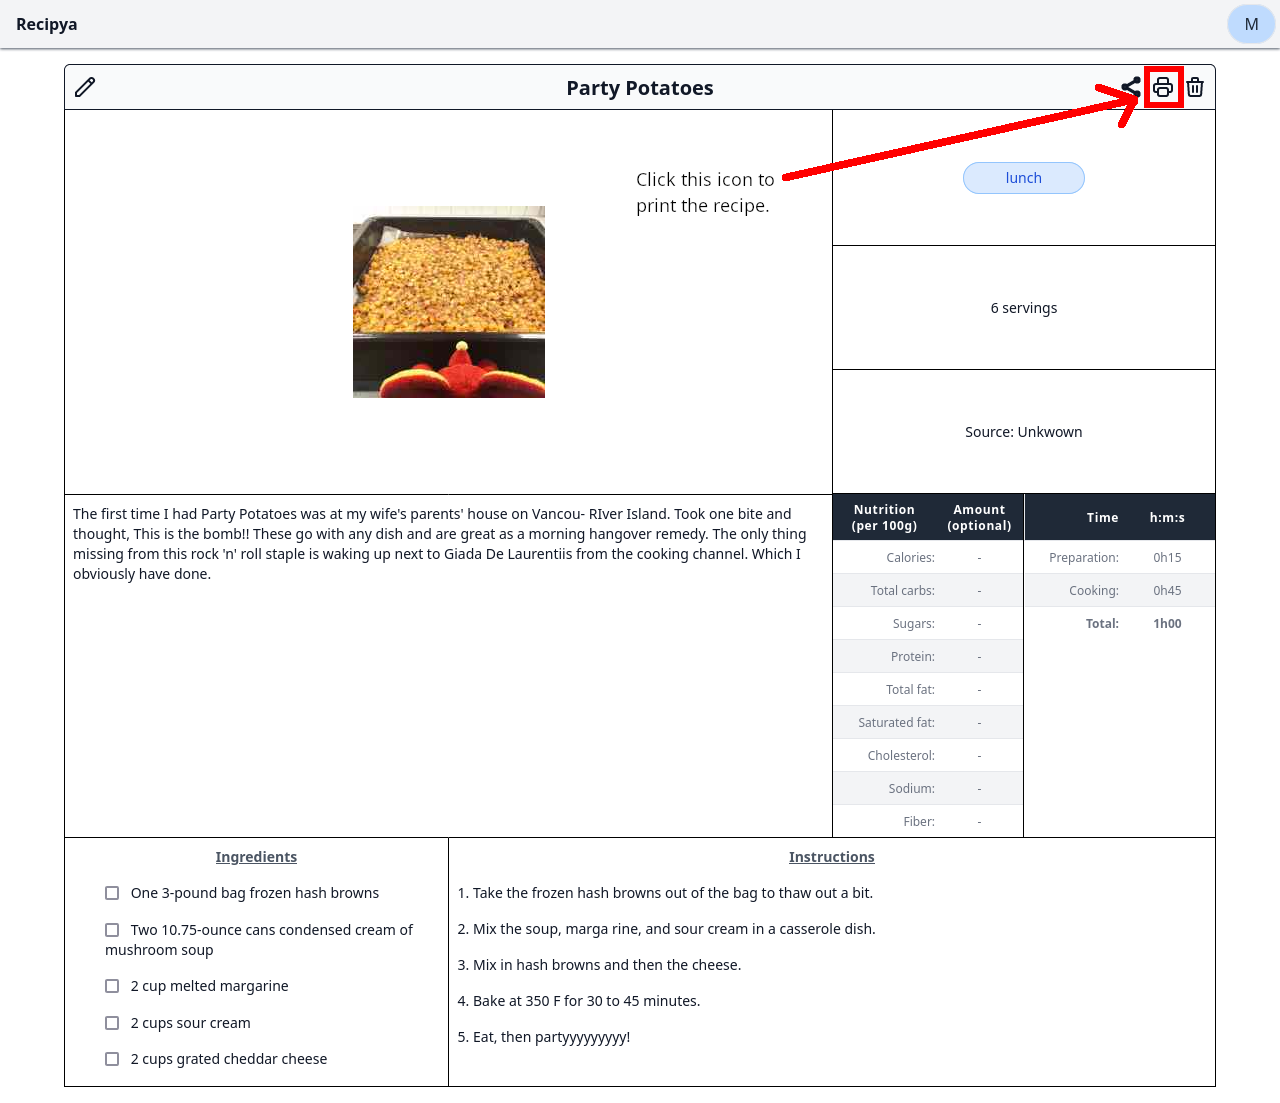 Recipya
M
Party Potatoes
Click this icon to
print the recipe.
lunch
6 servings
Source: Unkwown
The first time I had Party Potatoes was at my wife's parents' house on Vancou- RIver Island. Took one bite and
thought, This is the bomb!! These go with any dish and are great as a morning hangover remedy. The only thing
missing from this rock 'n' roll staple is waking up next to Giada De Laurentiis from the cooking channel. Which I
obviously have done.
Nutrition (per 100g) Amount (optional)
Calories: -
Total carbs: -
Sugars: -
Protein: -
Total fat: -
Saturated fat: -
Cholesterol: -
Sodium: -
Fiber: -
Time h:m:s
Preparation: 0h15
Cooking: 0h45
Total: 1h00
Ingredients
One 3-pound bag frozen hash browns
Two 10.75-ounce cans condensed cream of
mushroom soup
2 cup melted margarine
2 cups sour cream
2 cups grated cheddar cheese
Instructions
1. Take the frozen hash browns out of the bag to thaw out a bit.
2. Mix the soup, marga rine, and sour cream in a casserole dish.
3. Mix in hash browns and then the cheese.
4. Bake at 350 F for 30 to 45 minutes.
5. Eat, then partyyyyyyyyy!